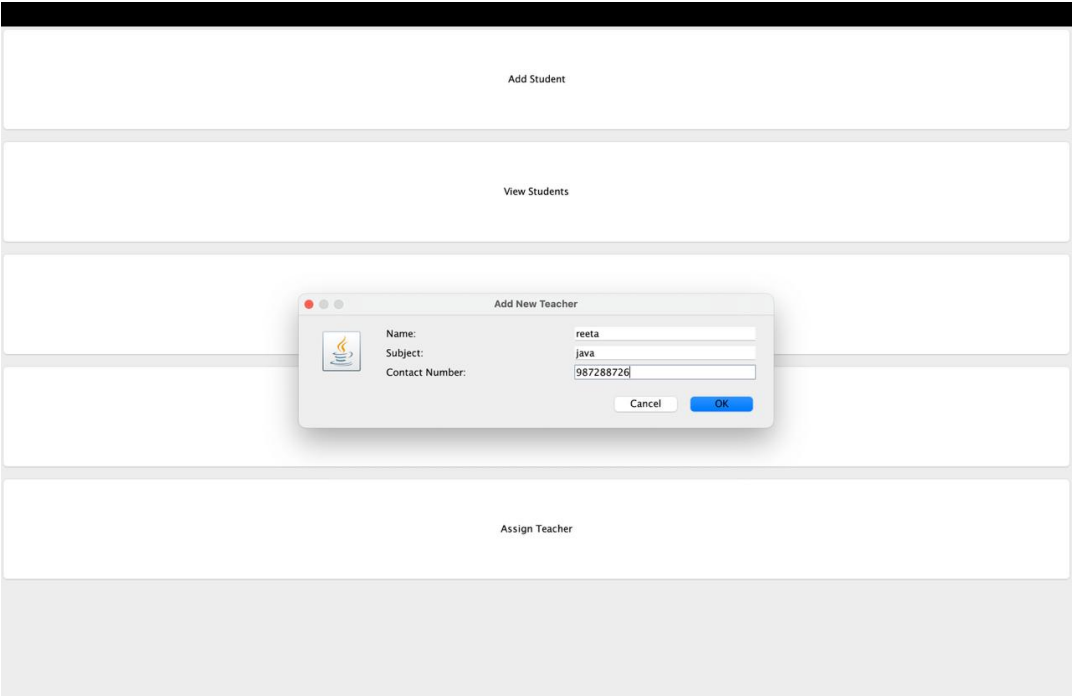 Add Student
View Students
Add New Teacher
Name: reeta
Subject: java
Contact Number: 987288726
Cancel OK
Assign Teacher